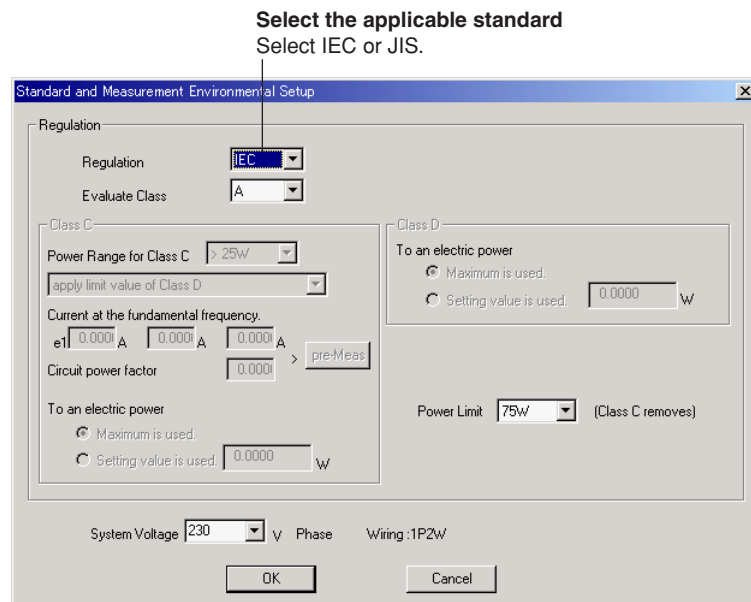 Select the applicable standard
Select IEC or JIS.
Standard and Measurement Environmental Setup
Regulation
Regulation IEC
Evaluate Class A
Class C
Power Range for Class C > 25W
apply limit value of Class D
Current at the fundamental frequency.
e1 0.000 A 0.000 A 0.000 A
> pre-Meas
Circuit power factor 0.000
To an electric power
Maximum is used.
Setting value is used. 0.0000 W
Class D
To an electric power
Maximum is used.
Setting value is used. 0.0000 W
Power Limit 75W (Class C removes)
System Voltage 230 V Phase Wiring :1P2W
OK Cancel